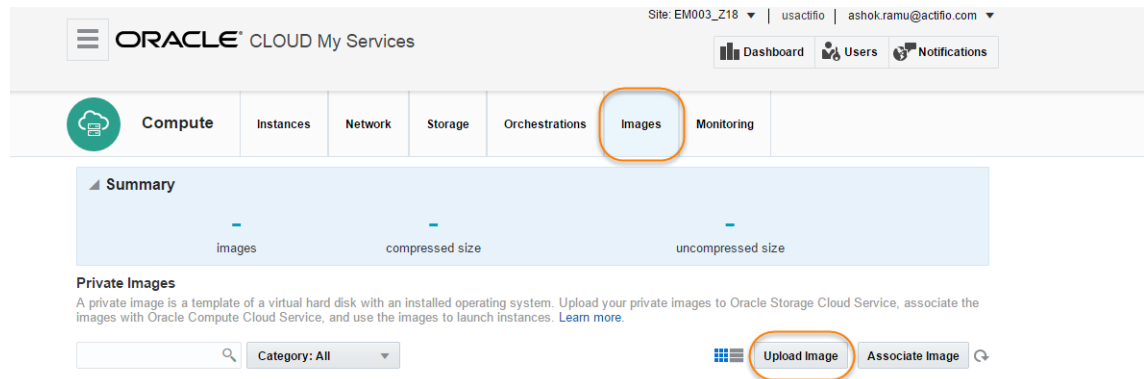 Site: EM003_Z18 usactifio ashok.ramu@actifio.com
ORACLE CLOUD My Services
Dashboard Users Notifications
Compute Instances Network Storage Orchestrations Images Monitoring
Summary
- - -
images compressed size uncompressed size
Private Images
A private image is a template of a virtual hard disk with an installed operating system. Upload your private images to Oracle Storage Cloud Service, associate the
images with Oracle Compute Cloud Service, and use the images to launch instances. Learn more.
Category: All Upload Image Associate Image